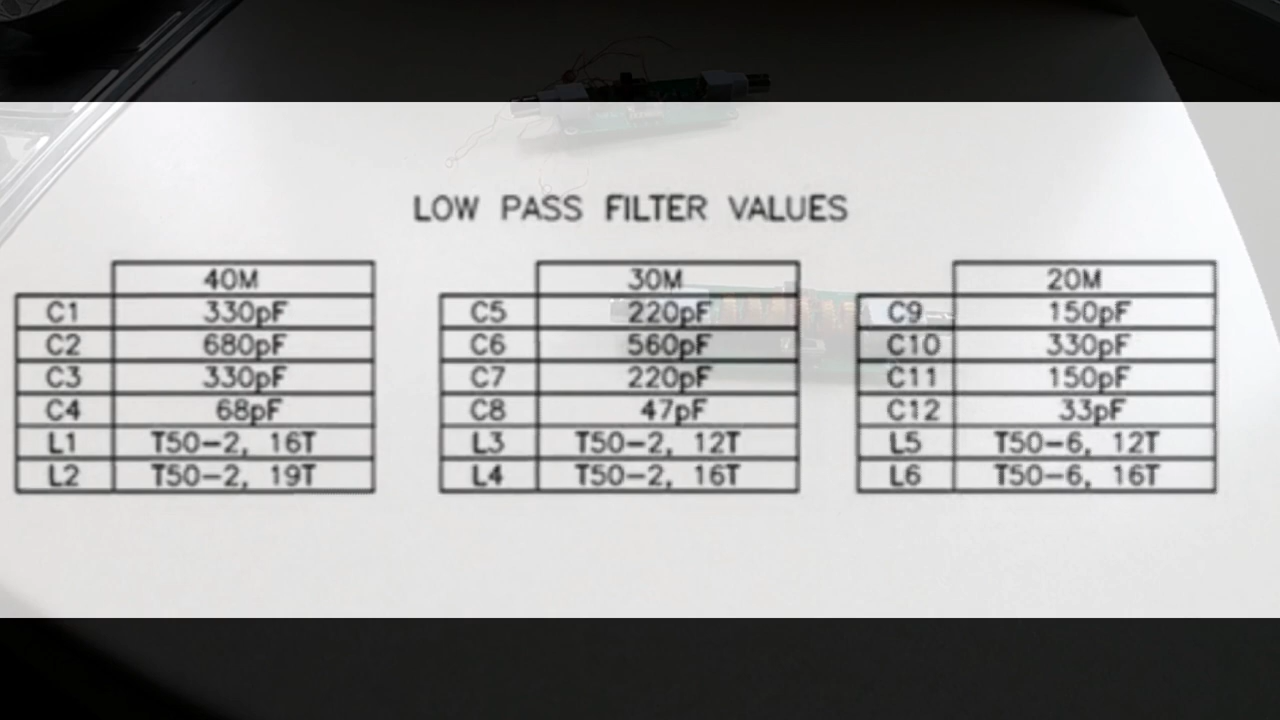 LOW PASS FILTER VALUES
40M
C1 330pF
C2 680pF
C3 330pF
C4 68pF
L1 T50-2, 16T
L2 T50-2, 19T
30M
C5 220pF
C6 560pF
C7 220pF
C8 47pF
L3 T50-2, 12T
L4 T50-2, 16T
20M
C9 150pF
C10 330pF
C11 150pF
C12 33pF
L5 T50-6, 12T
L6 T50-6, 16T